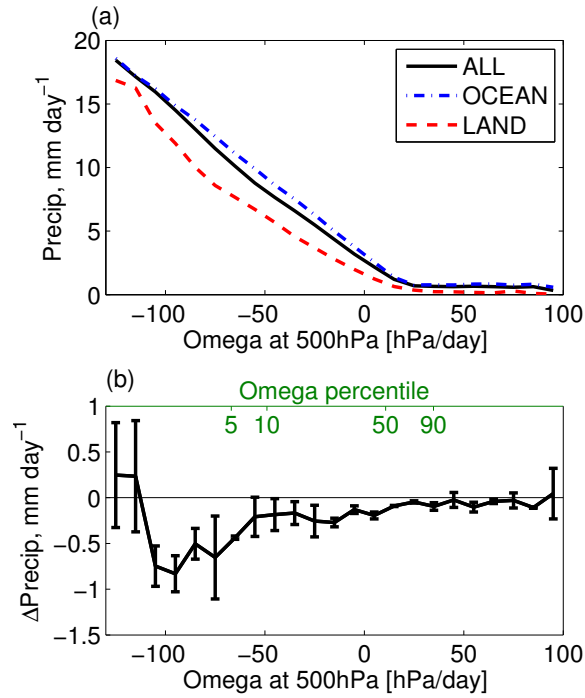 (a)
20
15
10
5
0
Precip, mm day⁻¹
ALL
OCEAN
LAND
−100 −50 0 50 100
Omega at 500hPa [hPa/day]
(b)
Omega percentile
5 10 50 90
1
0.5
0
−0.5
−1
−1.5
ΔPrecip, mm day⁻¹
−100 −50 0 50 100
Omega at 500hPa [hPa/day]